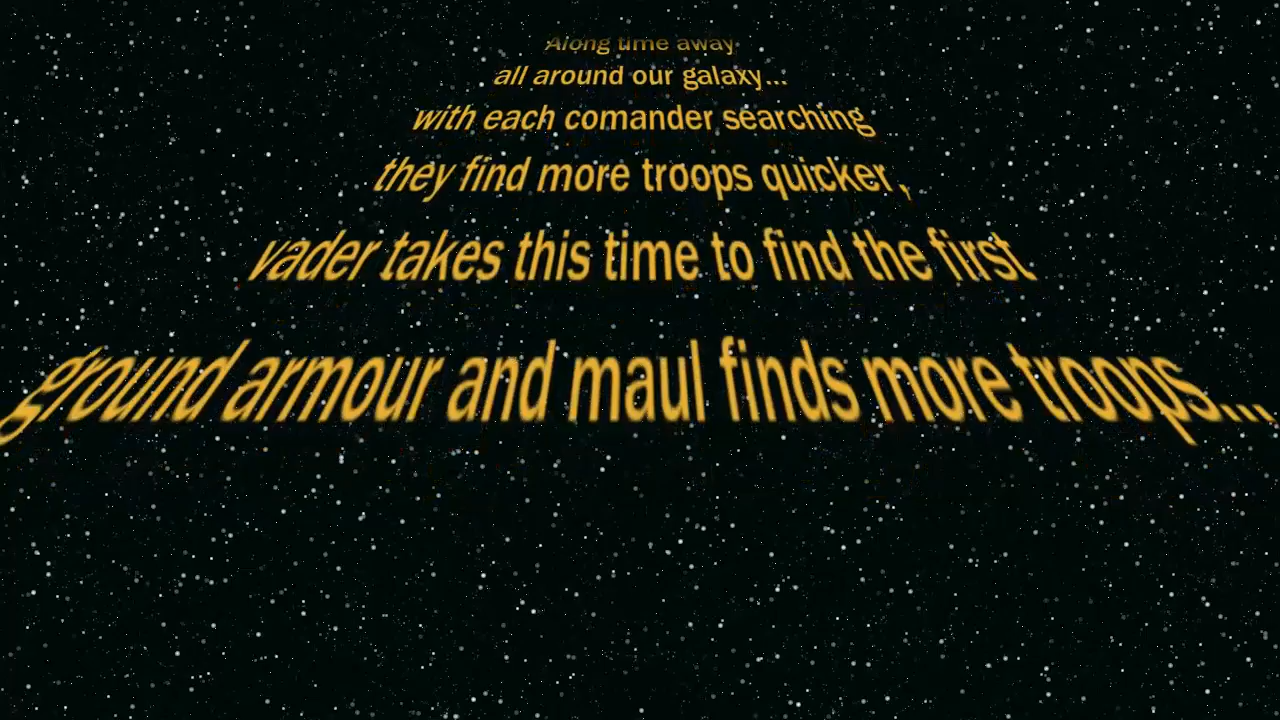 Along time away
all around our galaxy...
with each comander searching
they find more troops quicker,
vader takes this time to find the first
ground armour and maul finds more troops...